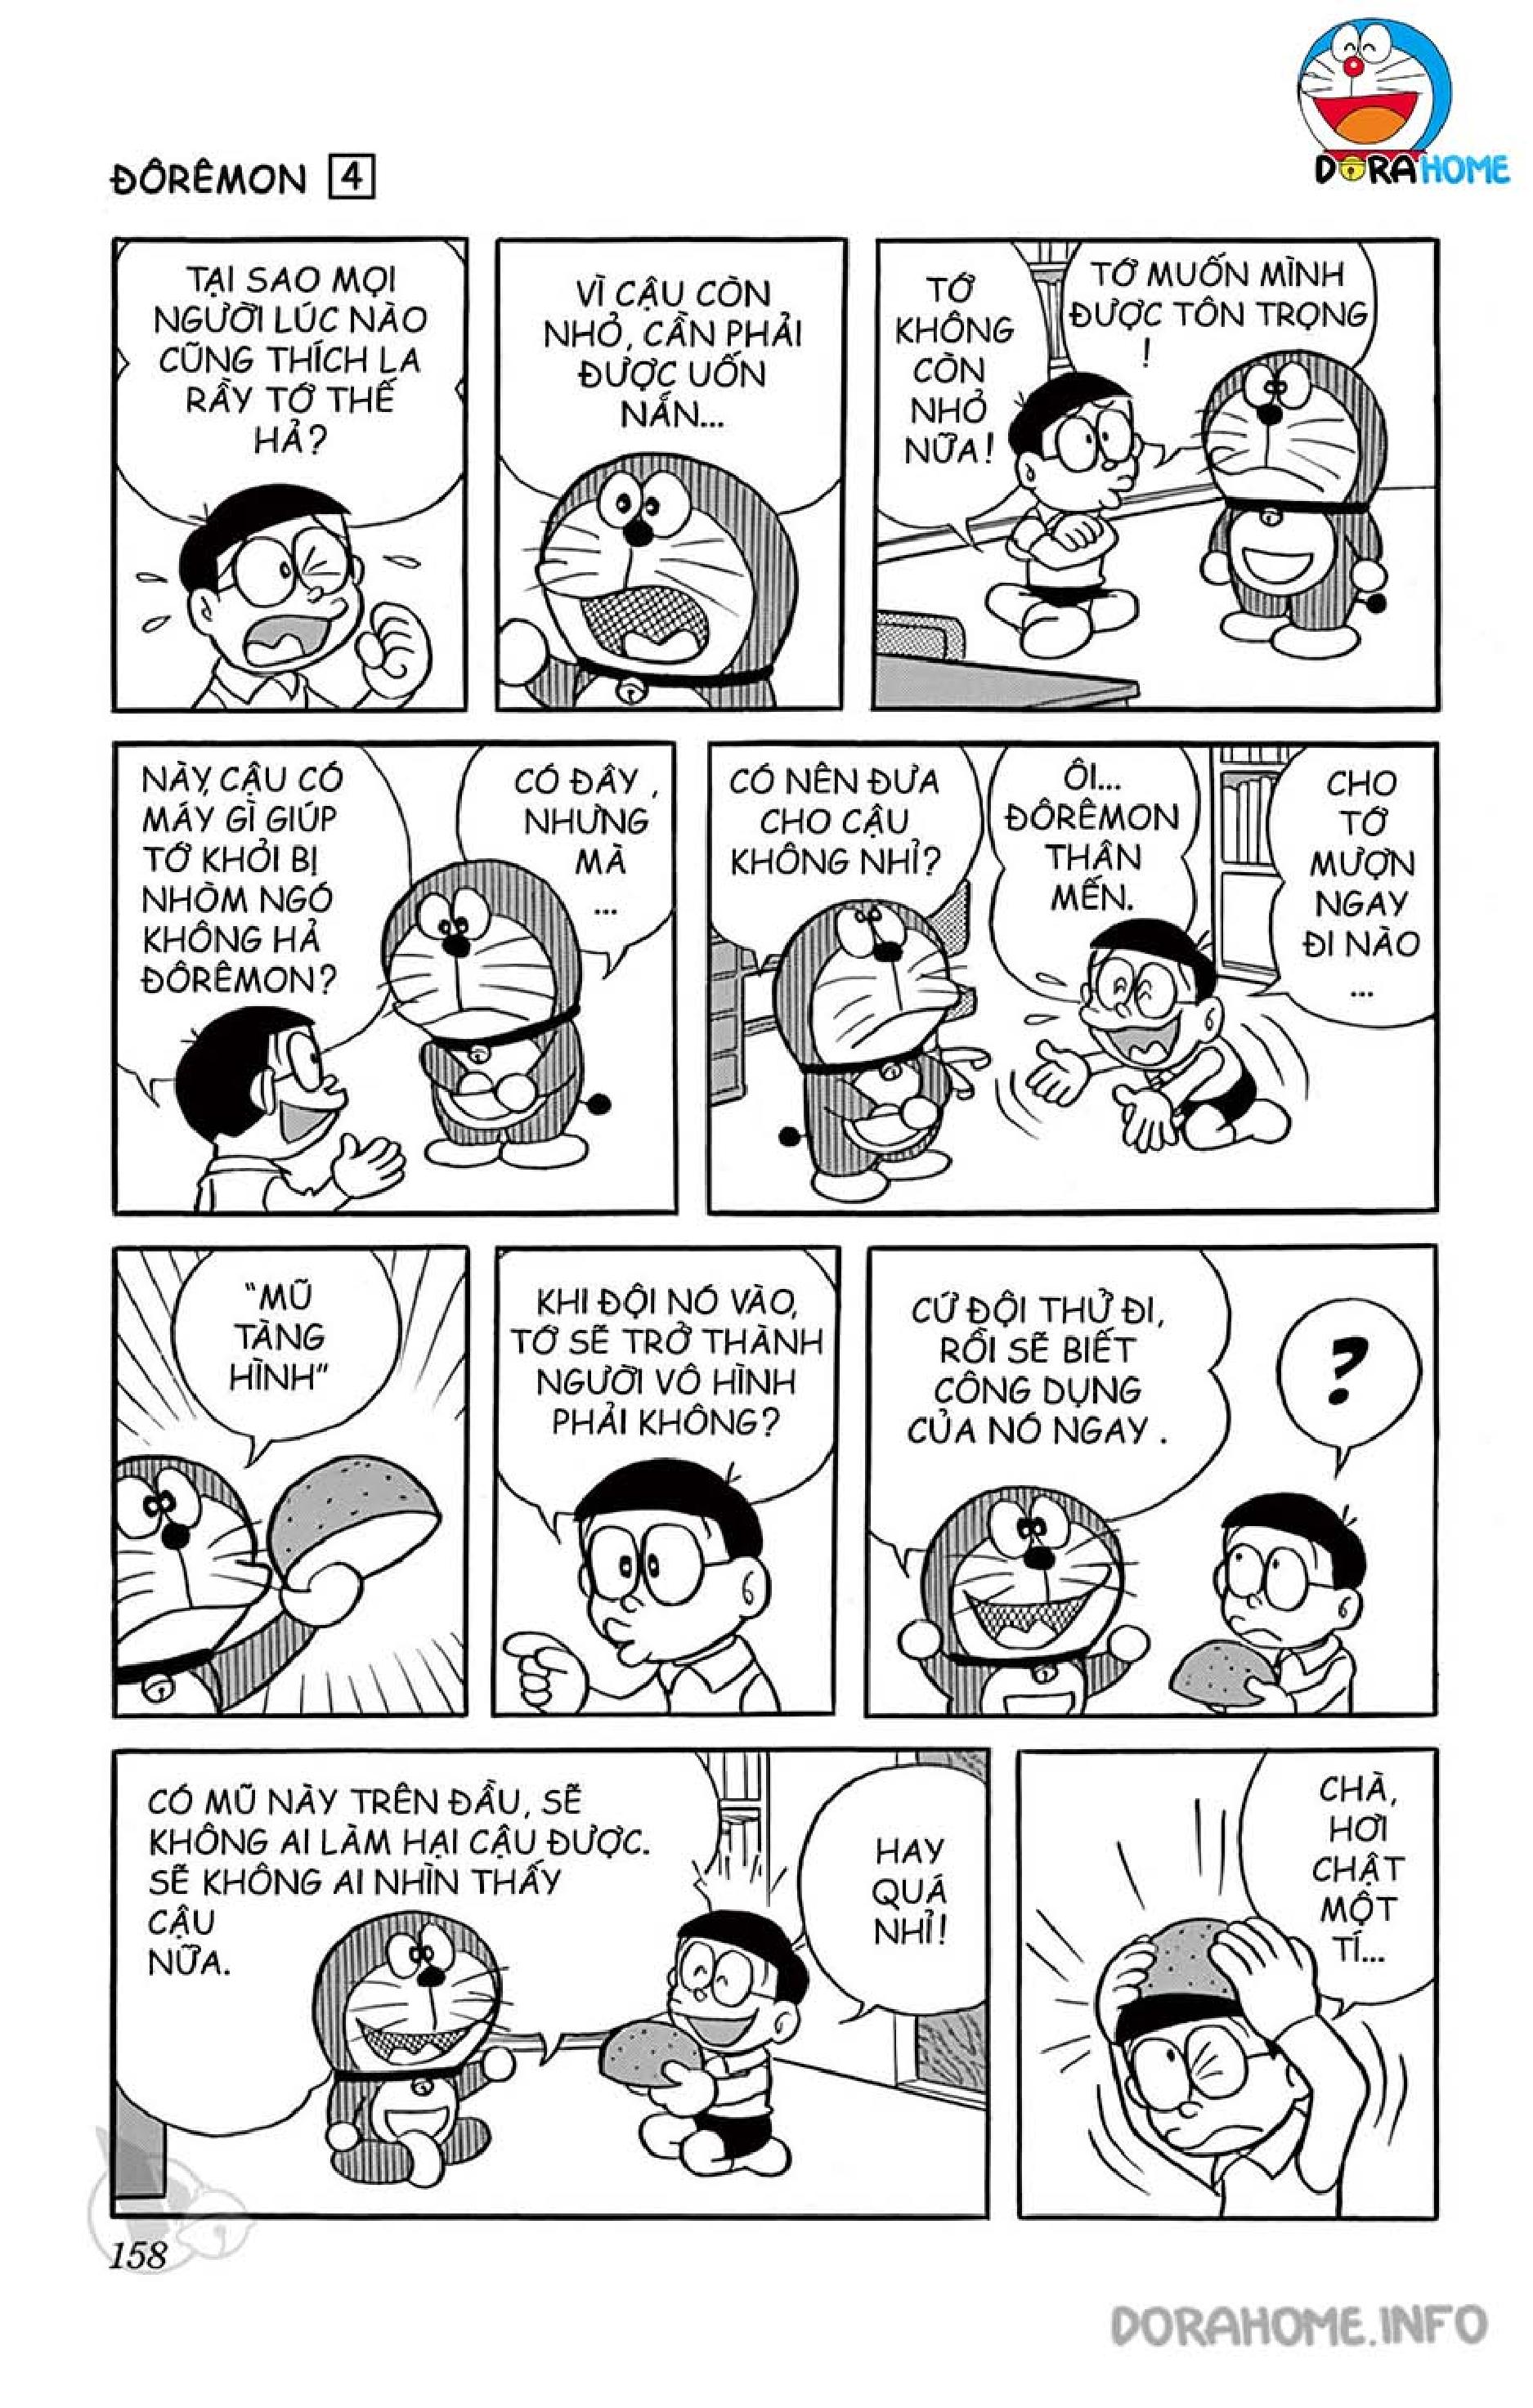 DORAHOME
ĐÔRÊMON 4
TẠI SAO MỌI
NGƯỜI LÚC NÀO
CŨNG THÍCH LA
RẦY TỚ THẾ
HẢ?
VÌ CẬU CÒN
NHỎ, CẦN PHẢI
ĐƯỢC UỐN
NẮN...
TỚ
KHÔNG
CÒN
NHỎ
NỮA!
TỚ MUỐN MÌNH
ĐƯỢC TÔN TRỌNG
!
NÀY, CẬU CÓ
MÁY GÌ GIÚP
TỚ KHỎI BỊ
NHÒM NGÓ
KHÔNG HẢ
ĐÔRÊMON?
CÓ ĐÂY,
NHƯNG
MÀ
...
CÓ NÊN ĐƯA
CHO CẬU
KHÔNG NHỈ?
ÔI...
ĐÔRÊMON
THÂN
MẾN.
CHO
TỚ
MƯỢN
NGAY
ĐI NÀO
...
"MŨ
TÀNG
HÌNH"
KHI ĐỘI NÓ VÀO,
TỚ SẼ TRỞ THÀNH
NGƯỜI VÔ HÌNH
PHẢI KHÔNG?
CỨ ĐỘI THỬ ĐI,
RỒI SẼ BIẾT
CÔNG DỤNG
CỦA NÓ NGAY.
?
CÓ MŨ NÀY TRÊN ĐẦU, SẼ
KHÔNG AI LÀM HẠI CẬU ĐƯỢC.
SẼ KHÔNG AI NHÌN THẤY
CẬU
NỮA.
HAY
QUÁ
NHỈ!
CHÀ,
HƠI
CHẬT
MỘT
TÍ...
158
DORAHOME.INFO